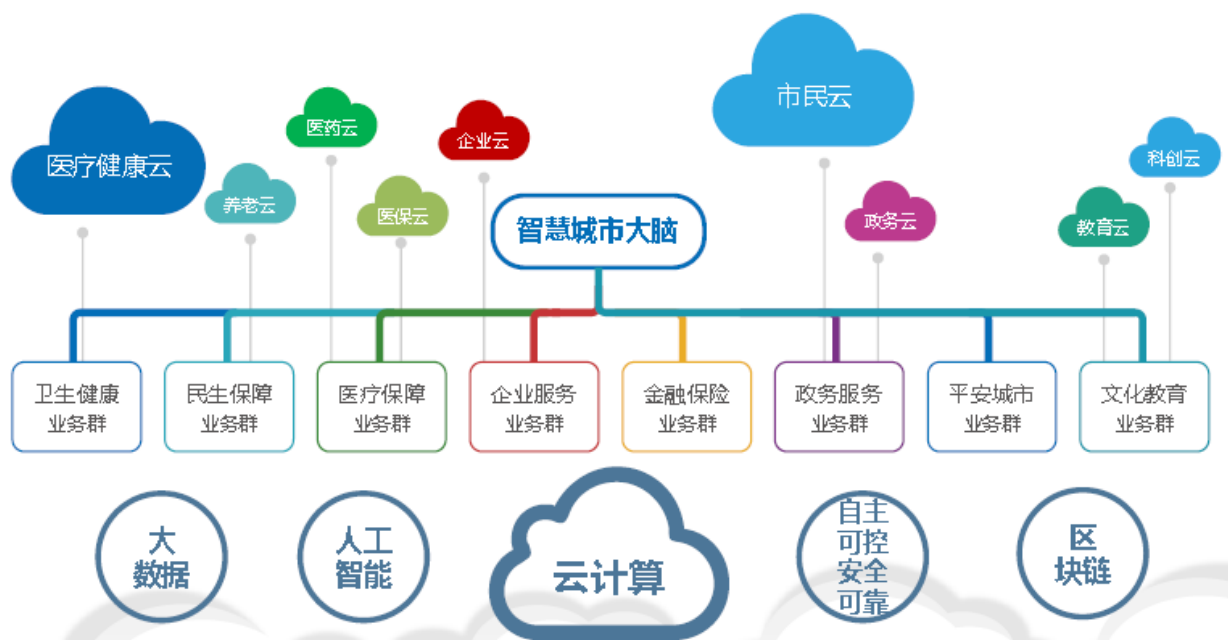 市民云
医疗健康云
医药云
企业云
科创云
养老云
医保云
智慧城市大脑
政务云
教育云
卫生健康
业务群
民生保障
业务群
医疗保障
业务群
企业服务
业务群
金融保险
业务群
政务服务
业务群
平安城市
业务群
文化教育
业务群
大
数据
人工
智能
云计算
自主
可控
安全
可靠
区
块链